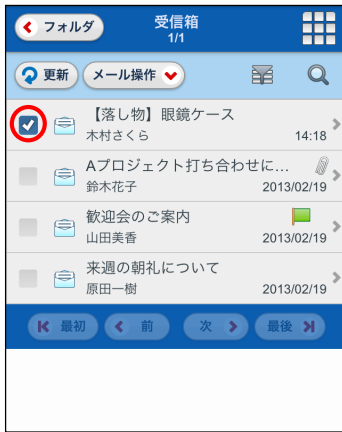 フォルダ
受信箱
1/1
更新
メール操作
【落し物】眼鏡ケース
木村さくら 14:18
Aプロジェクト打ち合わせに...
鈴木花子 2013/02/19
歓迎会のご案内
山田美香 2013/02/19
来週の朝礼について
原田一樹 2013/02/19
最初 前 次 最後